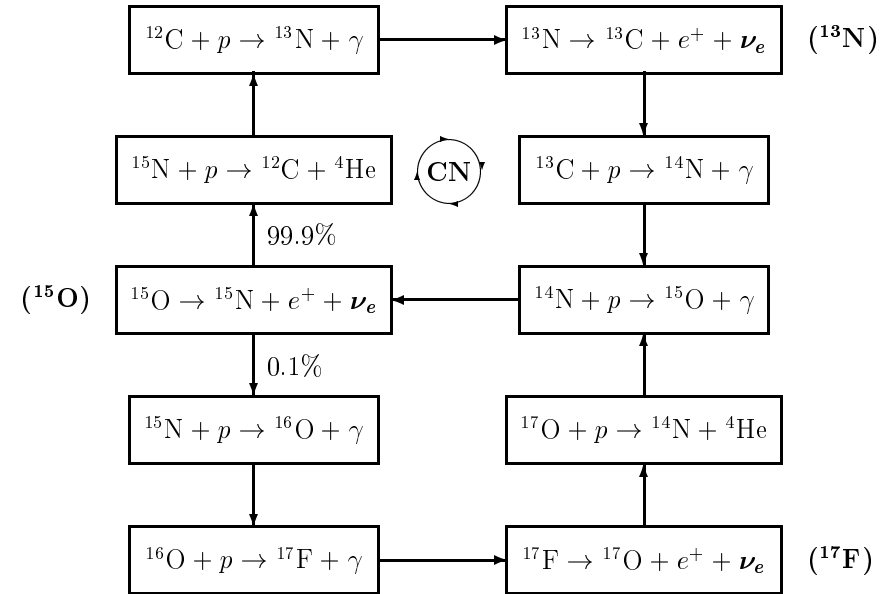 ¹²C + p → ¹³N + γ
¹³N → ¹³C + e⁺ + νₑ (¹³N)
¹⁵N + p → ¹²C + ⁴He
CN
¹³C + p → ¹⁴N + γ
99.9%
(¹⁵O) ¹⁵O → ¹⁵N + e⁺ + νₑ
¹⁴N + p → ¹⁵O + γ
0.1%
¹⁵N + p → ¹⁶O + γ
¹⁷O + p → ¹⁴N + ⁴He
¹⁶O + p → ¹⁷F + γ
¹⁷F → ¹⁷O + e⁺ + νₑ (¹⁷F)